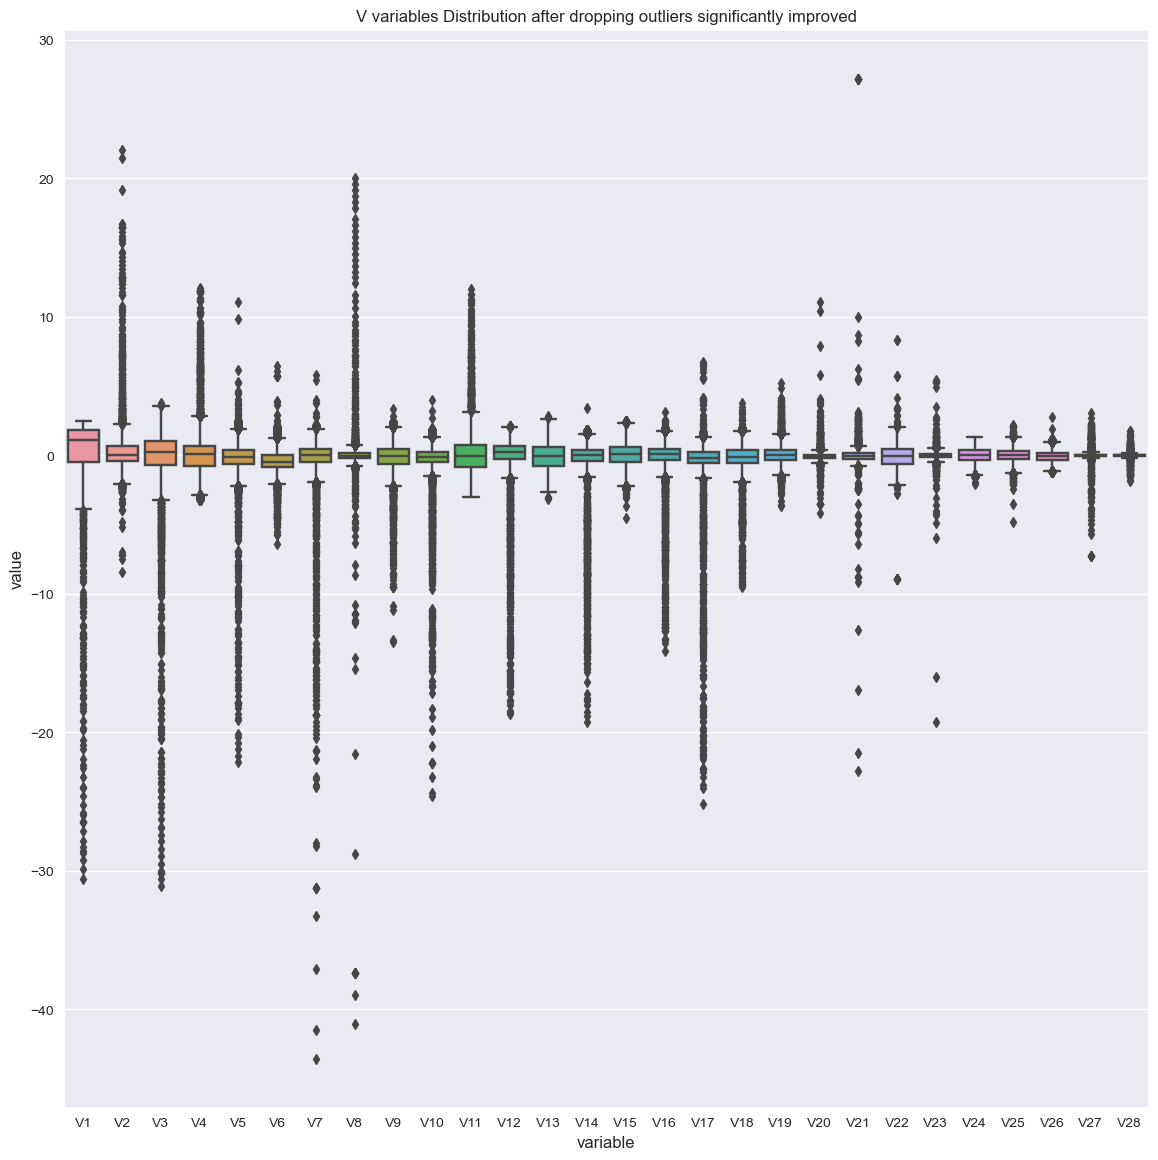 V variables Distribution after dropping outliers significantly improved
30
20
10
0
−10
−20
−30
−40
value
V1 V2 V3 V4 V5 V6 V7 V8 V9 V10 V11 V12 V13 V14 V15 V16 V17 V18 V19 V20 V21 V22 V23 V24 V25 V26 V27 V28
variable